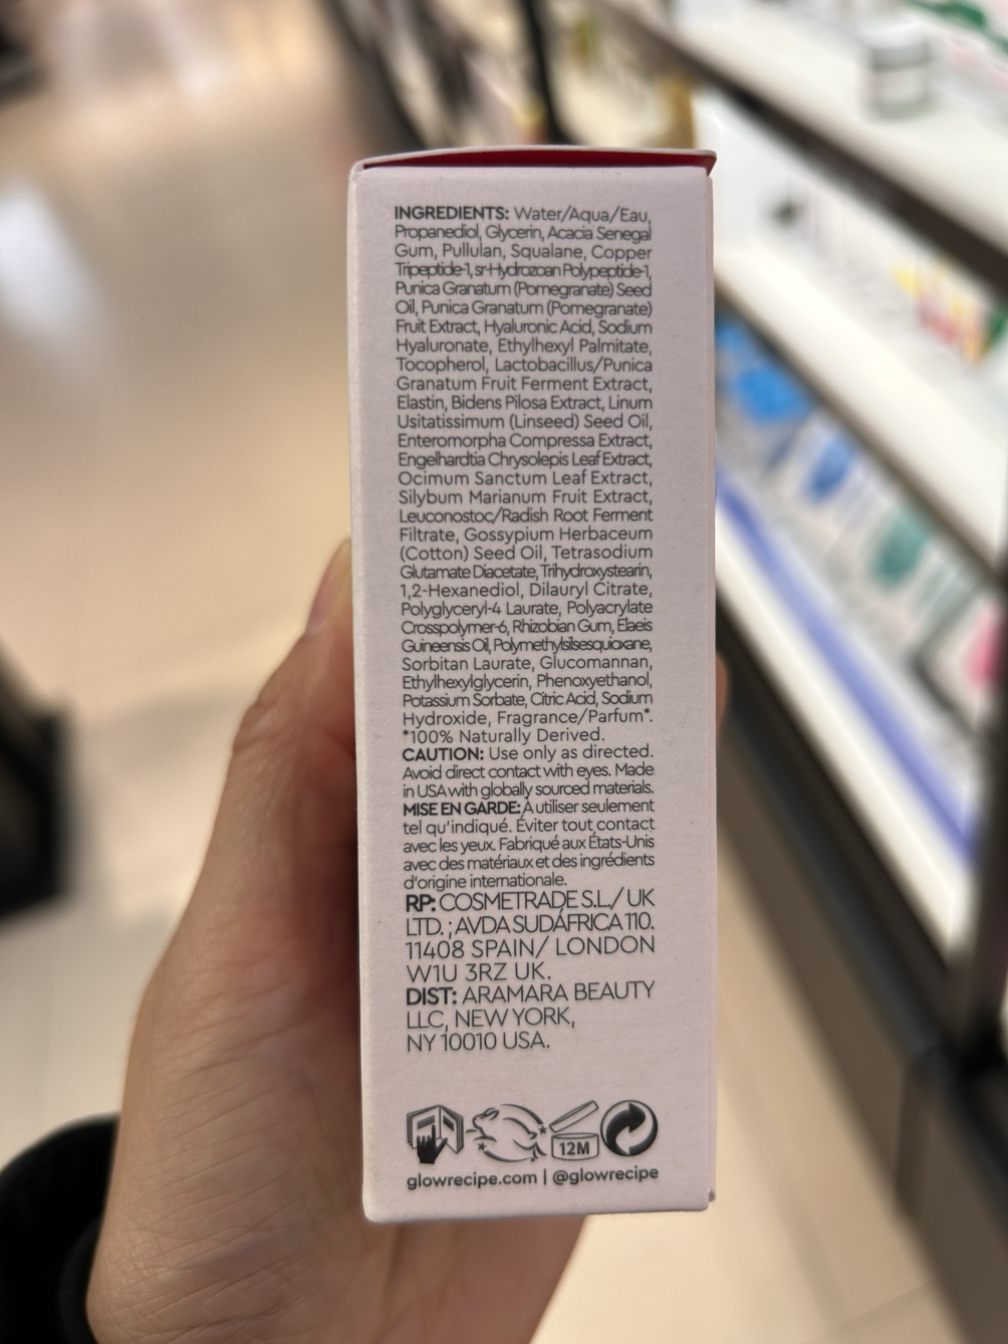 INGREDIENTS: Water/Aqua/Eau,
Propanediol, Glycerin, Acacia Senegal
Gum, Pullulan, Squalane, Copper
Tripeptide-1, sr-Hydrozoan Polypeptide-1,
Punica Granatum (Pomegranate) Seed
Oil, Punica Granatum (Pomegranate)
Fruit Extract, Hyaluronic Acid, Sodium
Hyaluronate, Ethylhexyl Palmitate,
Tocopherol, Lactobacillus/Punica
Granatum Fruit Ferment Extract,
Elastin, Bidens Pilosa Extract, Linum
Usitatissimum (Linseed) Seed Oil,
Enteromorpha Compressa Extract,
Engelhardtia Chrysolepis Leaf Extract,
Ocimum Sanctum Leaf Extract,
Silybum Marianum Fruit Extract,
Leuconostoc/Radish Root Ferment
Filtrate, Gossypium Herbaceum
(Cotton) Seed Oil, Tetrasodium
Glutamate Diacetate, Trihydroxystearin,
1,2-Hexanediol, Dilauryl Citrate,
Polyglyceryl-4 Laurate, Polyacrylate
Crosspolymer-6, Rhizobian Gum, Elaeis
Guineensis Oil, Polymethylsilsesquioxane,
Sorbitan Laurate, Glucomannan,
Ethylhexylglycerin, Phenoxyethanol,
Potassium Sorbate, Citric Acid, Sodium
Hydroxide, Fragrance/Parfum*.
*100% Naturally Derived.
CAUTION: Use only as directed.
Avoid direct contact with eyes. Made
in USA with globally sourced materials.
MISE EN GARDE: À utiliser seulement
tel qu'indiqué. Éviter tout contact
avec les yeux. Fabriqué aux États-Unis
avec des matériaux et des ingrédients
d'origine internationale.
RP: COSMETRADE S.L./ UK
LTD. ; AVDA SUDÁFRICA 110.
11408 SPAIN/ LONDON
W1U 3RZ UK.
DIST: ARAMARA BEAUTY
LLC, NEW YORK,
NY 10010 USA.
12M
glowrecipe.com | @glowrecipe